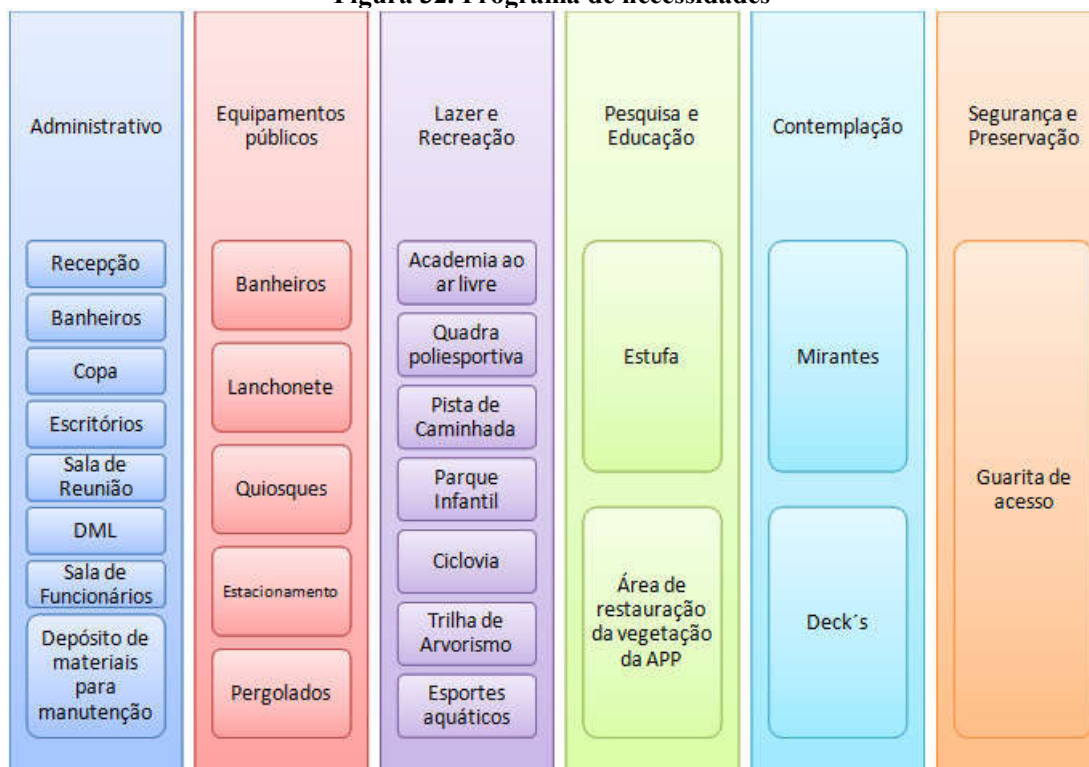 Figura 32. Programa de necessidades
Administrativo
Recepção
Banheiros
Copa
Escritórios
Sala de
Reunião
DML
Sala de
Funcionários
Depósito de
materiais
para
manutenção
Equipamentos
públicos
Banheiros
Lanchonete
Quiosques
Estacionamento
Pergolados
Lazer e
Recreação
Academia ao
ar livre
Quadra
poliesportiva
Pista de
Caminhada
Parque
Infantil
Ciclovia
Trilha de
Arvorismo
Esportes
aquáticos
Pesquisa e
Educação
Estufa
Área de
restauração
da vegetação
da APP
Contemplação
Mirantes
Deck´s
Segurança e
Preservação
Guarita de
acesso